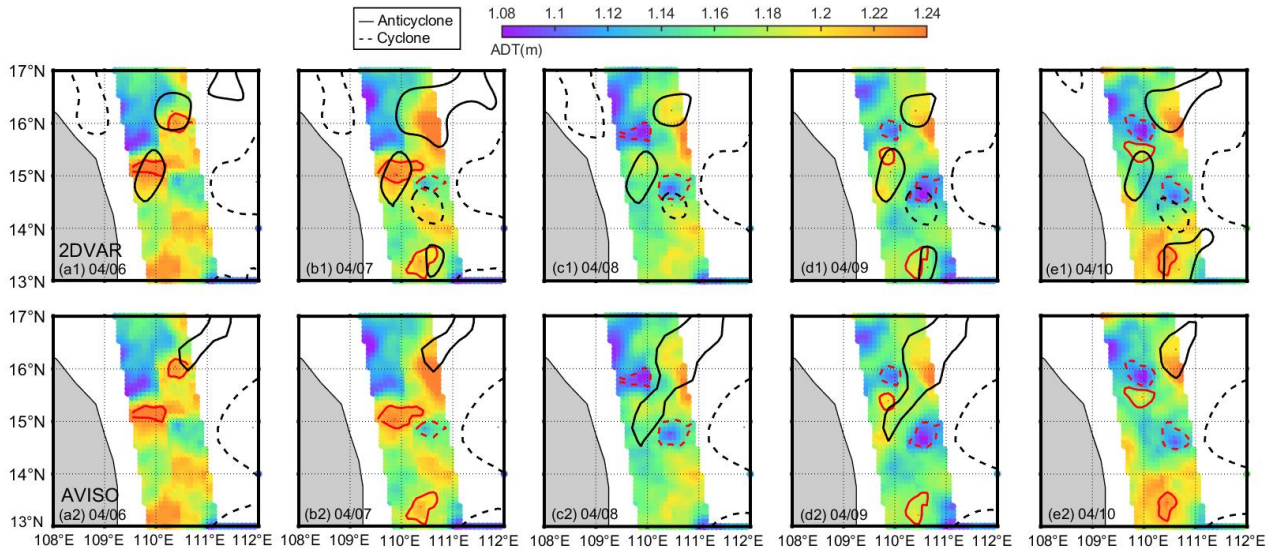 Anticyclone
Cyclone
1.08 1.1 1.12 1.14 1.16 1.18 1.2 1.22 1.24
ADT(m)
17°N
16°N
15°N
14°N
13°N
2DVAR
(a1) 04/06
(b1) 04/07
(c1) 04/08
(d1) 04/09
(e1) 04/10
17°N
16°N
15°N
14°N
13°N
AVISO
(a2) 04/06
(b2) 04/07
(c2) 04/08
(d2) 04/09
(e2) 04/10
108°E 109°E 110°E 111°E 112°E
108°E 109°E 110°E 111°E 112°E
108°E 109°E 110°E 111°E 112°E
108°E 109°E 110°E 111°E 112°E
108°E 109°E 110°E 111°E 112°E